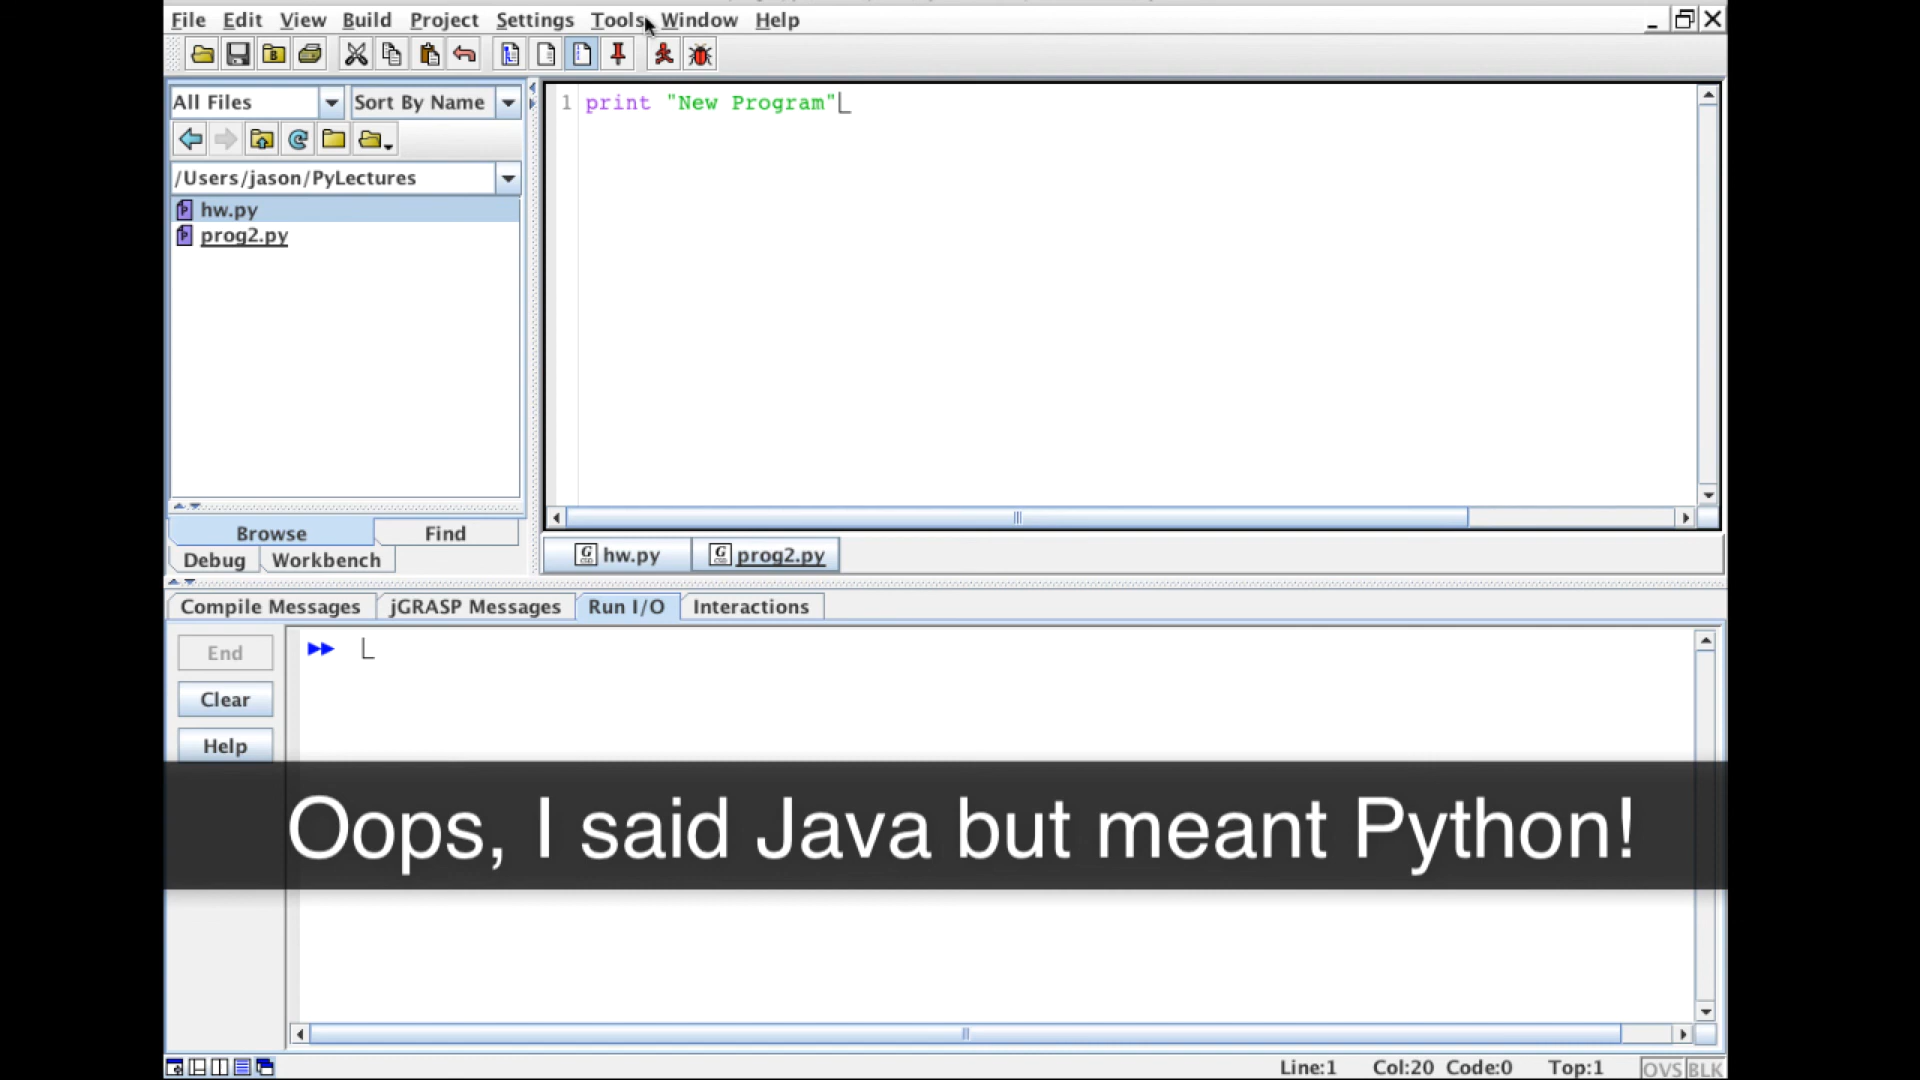 File Edit View Build Project Settings Tools Window Help
All Files Sort By Name
/Users/jason/PyLectures
hw.py
prog2.py
1 print "New Program"
Browse Find
Debug Workbench
hw.py prog2.py
Compile Messages jGRASP Messages Run I/O Interactions
End
Clear
Help
Oops, I said Java but meant Python!
Line:1 Col:20 Code:0 Top:1 OVS BLK